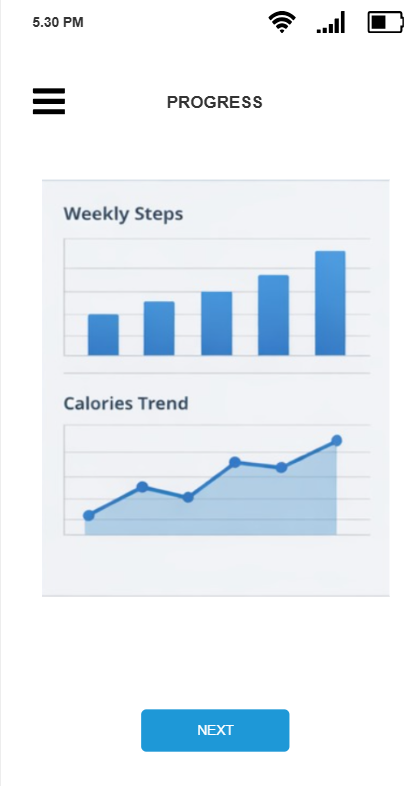 5.30 PM
PROGRESS
Weekly Steps
Calories Trend
NEXT